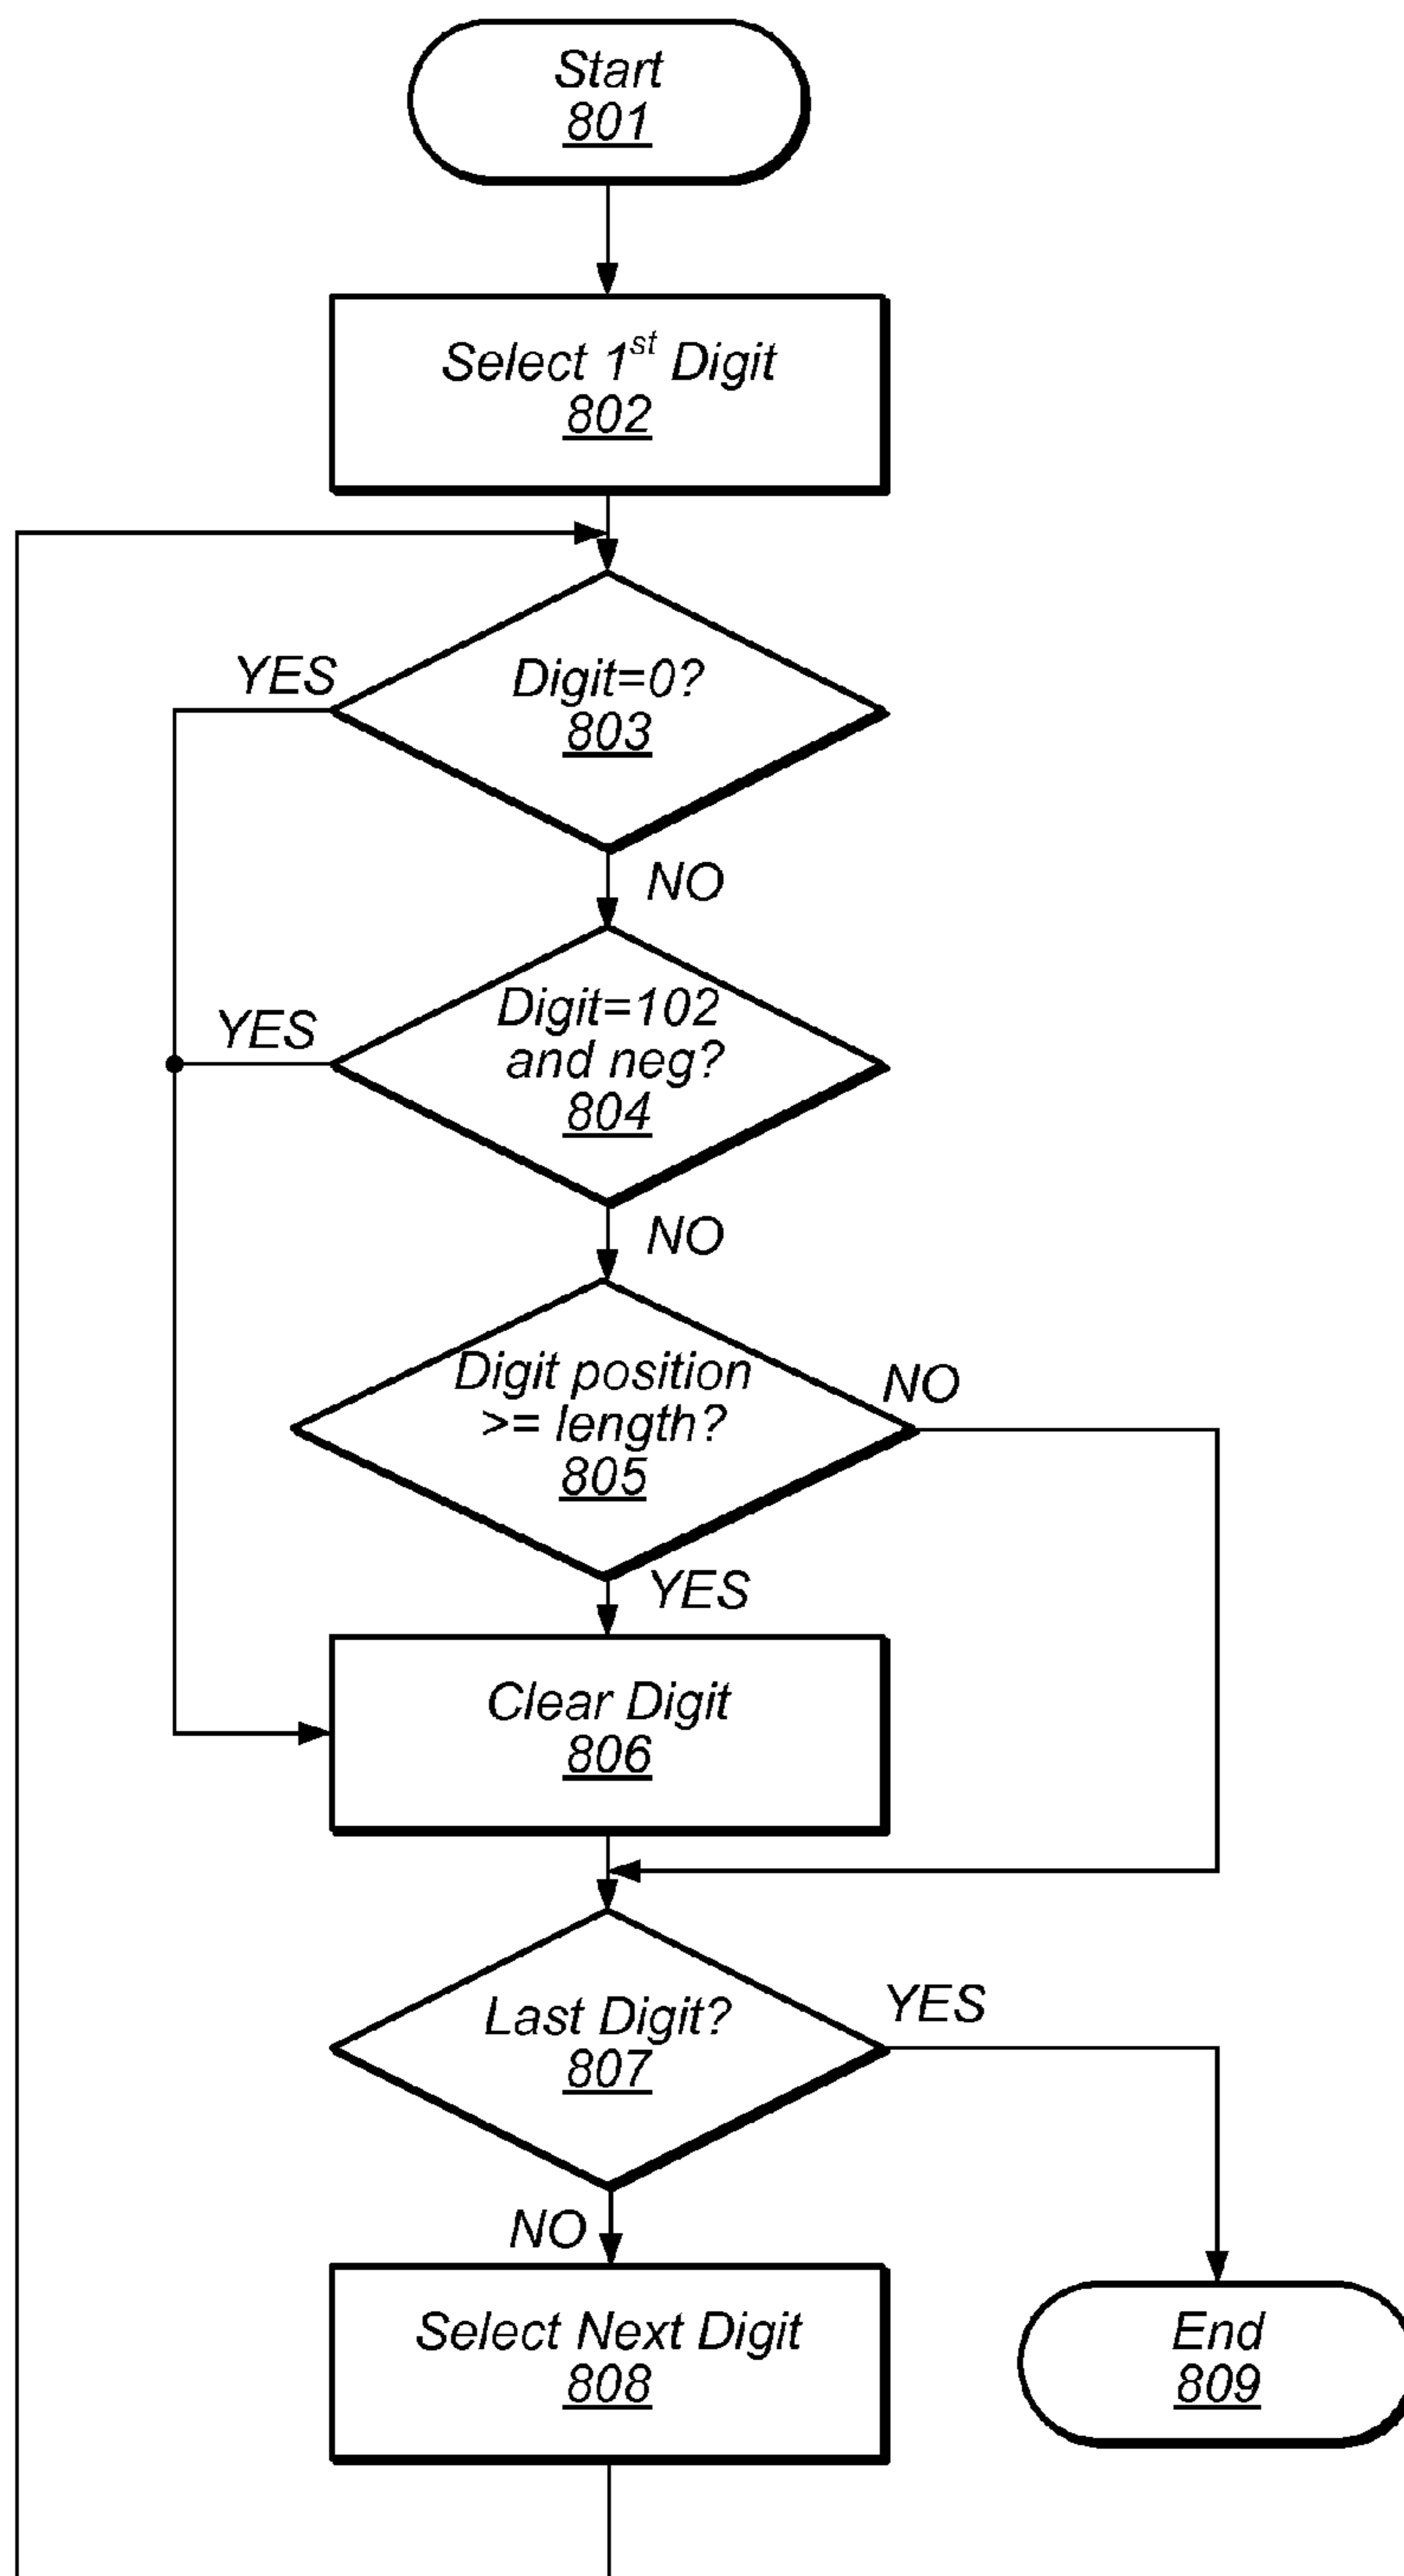 Start
801
Select 1st Digit
802
Digit=0?
803
YES
NO
Digit=102
and neg?
804
YES
NO
Digit position
>= length?
805
NO
YES
Clear Digit
806
Last Digit?
807
YES
NO
Select Next Digit
808
End
809